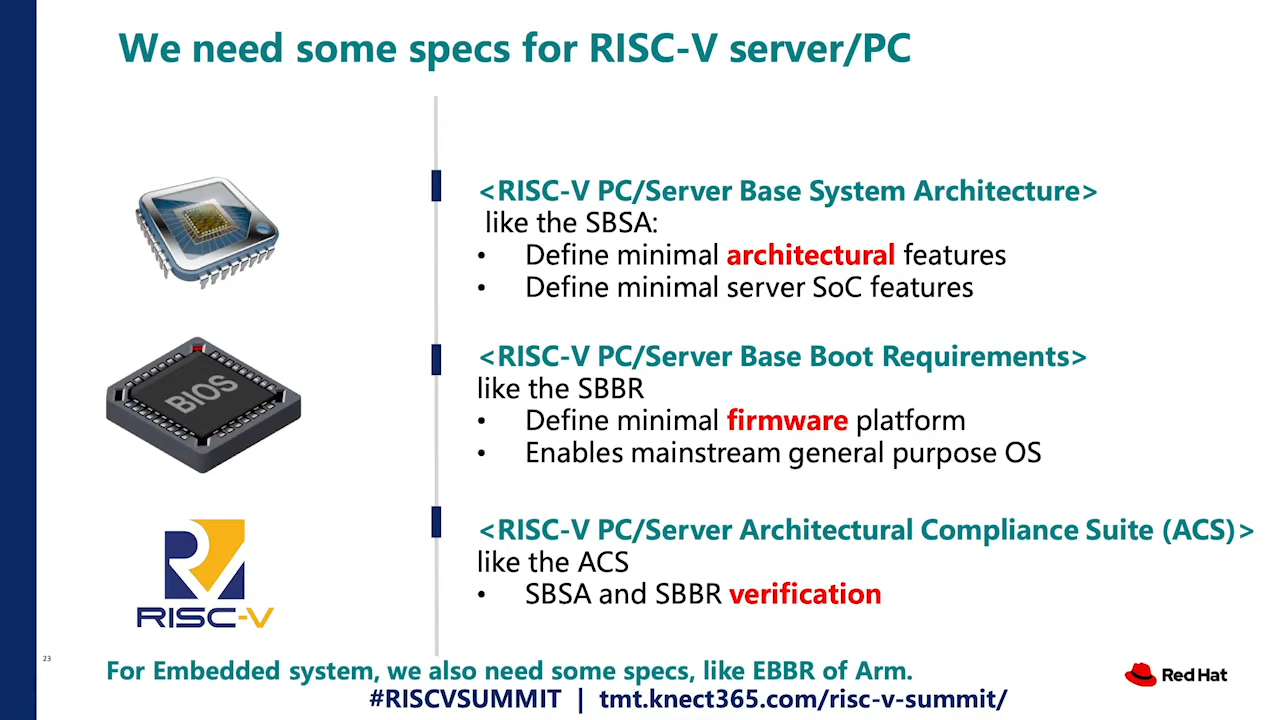 We need some specs for RISC-V server/PC
<RISC-V PC/Server Base System Architecture>
like the SBSA:
• Define minimal architectural features
• Define minimal server SoC features
BIOS
<RISC-V PC/Server Base Boot Requirements>
like the SBBR
• Define minimal firmware platform
• Enables mainstream general purpose OS
<RISC-V PC/Server Architectural Compliance Suite (ACS)>
like the ACS
• SBSA and SBBR verification
RISC-V
23
For Embedded system, we also need some specs, like EBBR of Arm.
#RISCVSUMMIT | tmt.knect365.com/risc-v-summit/
Red Hat